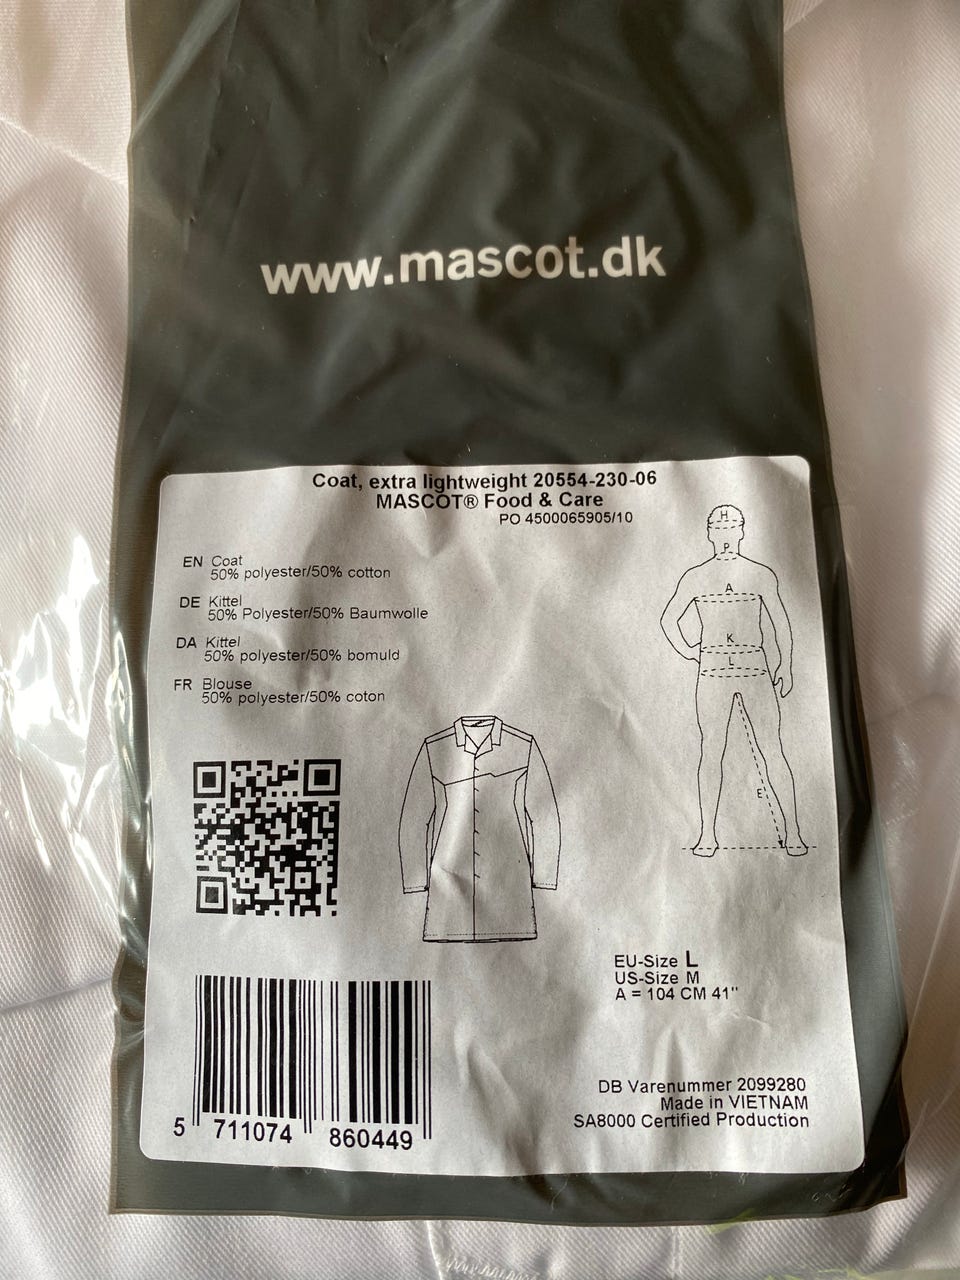 www.mascot.dk
Coat, extra lightweight 20554-230-06
MASCOT® Food & Care
PO 4500065905/10
EN Coat
50% polyester/50% cotton
DE Kittel
50% Polyester/50% Baumwolle
DA Kittel
50% polyester/50% bomuld
FR Blouse
50% polyester/50% coton
H
P
A
K
L
E
EU-Size L
US-Size M
A = 104 CM 41"
DB Varenummer 2099280
Made in VIETNAM
SA8000 Certified Production
5 711074 860449